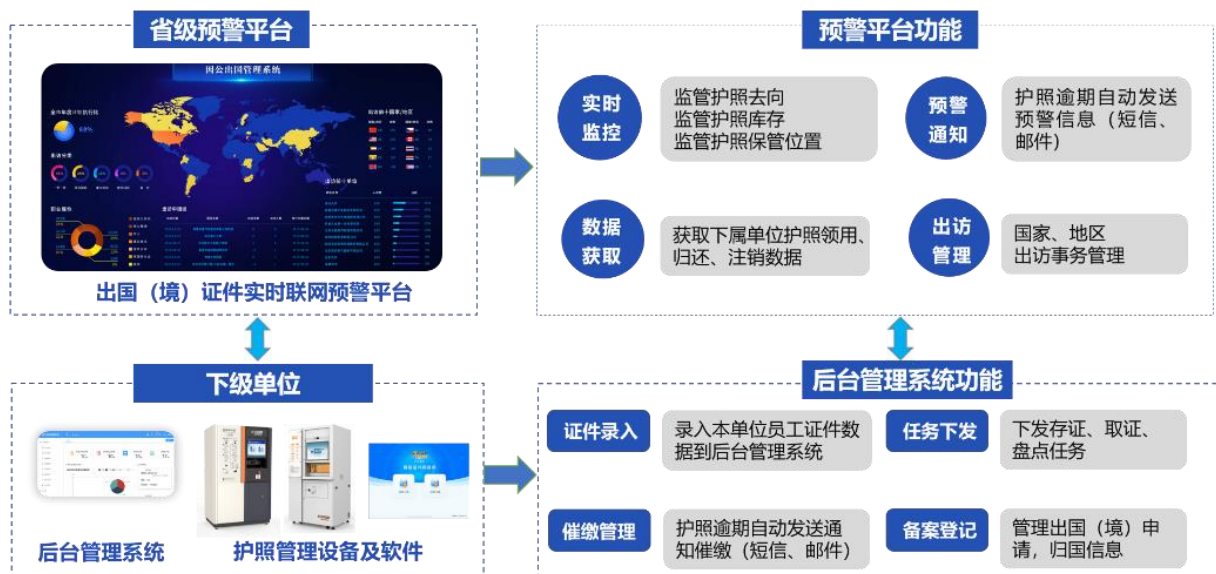 省级预警平台
因公出国管理系统
68%
出国（境）证件实时联网预警平台
预警平台功能
实时
监控
监管护照去向
监管护照库存
监管护照保管位置
预警
通知
护照逾期自动发送
预警信息（短信、
邮件）
数据
获取
获取下属单位护照领用、
归还、注销数据
出访
管理
国家、地区
出访事务管理
下级单位
后台管理系统
护照管理设备及软件
后台管理系统功能
证件录入
录入本单位员工证件数
据到后台管理系统
任务下发
下发存证、取证、
盘点任务
催缴管理
护照逾期自动发送通
知催缴（短信、邮件）
备案登记
管理出国（境）申
请，归国信息